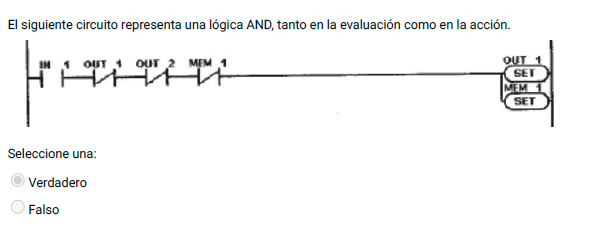 El siguiente circuito representa una lógica AND, tanto en la evaluación como en la acción.
IN 1 OUT 1 OUT 2 MEM 1
OUT 1
SET
MEM 1
SET
Seleccione una:
Verdadero
Falso